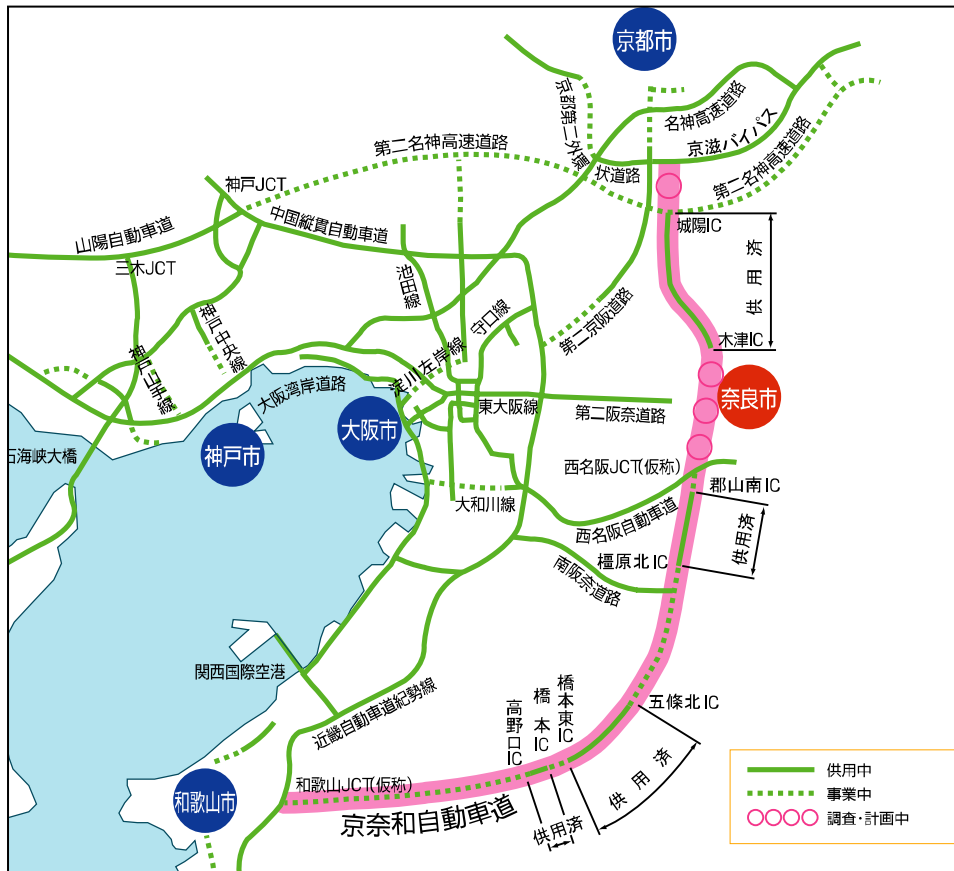 京都市
京都第二外環
状道路
名神高速道路
京滋バイパス
第二名神高速道路
第二名神高速道路
神戸JCT
中国縦貫自動車道
山陽自動車道
三木JCT
城陽IC
供用済
池田線
守口線
第二京阪道路
木津IC
神戸中央線
神戸山手線
淀川左岸線
大阪湾岸道路
東大阪線
第二阪奈道路
奈良市
大阪市
神戸市
石海峡大橋
西名阪JCT(仮称)
郡山南IC
大和川線
西名阪自動車道
供用済
橿原北IC
南阪奈道路
関西国際空港
近畿自動車道紀勢線
五條北IC
橋本東IC
橋本IC
高野口IC
供用済
和歌山JCT(仮称)
和歌山市
京奈和自動車道
供用済
供用中
事業中
調査・計画中